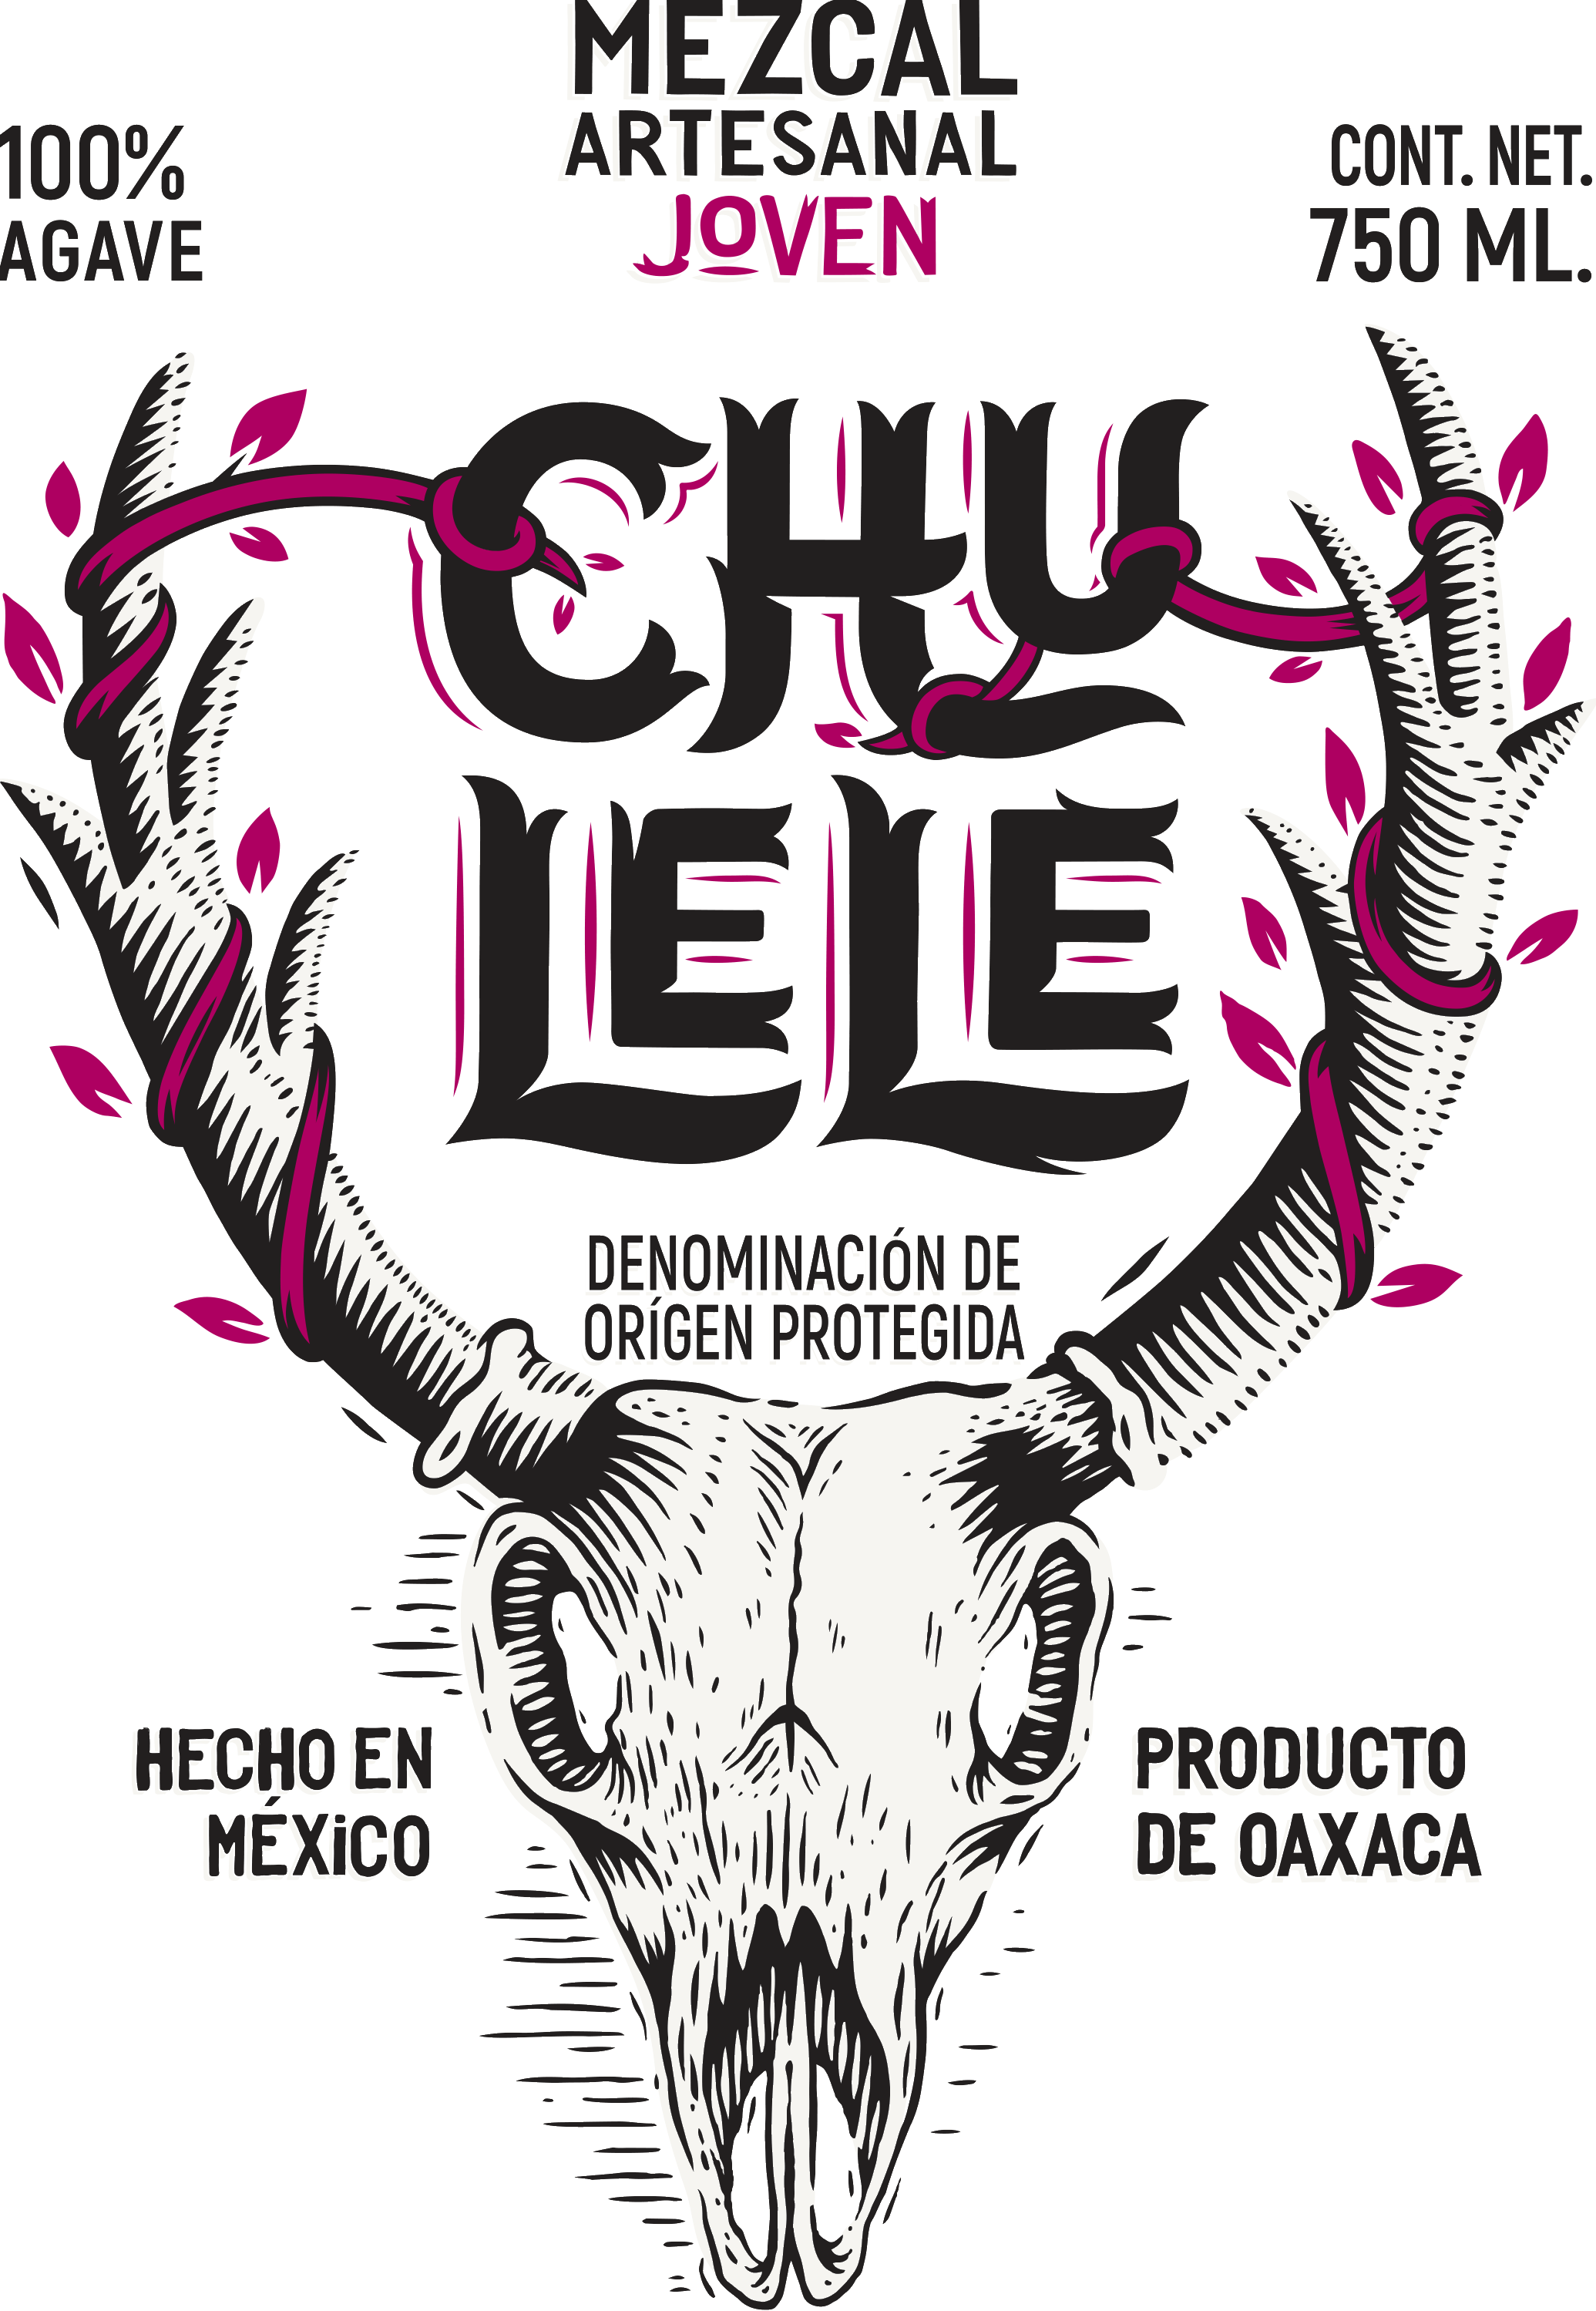 MEZCAL
ARTESANAL
JOVEN
100%
AGAVE
CONT. NET.
750 ML.
CHU
LELE
DENOMINACIÓN DE
ORÍGEN PROTEGIDA
HECHO EN
MÉXiCO
PRODUCTO
DE OAXACA